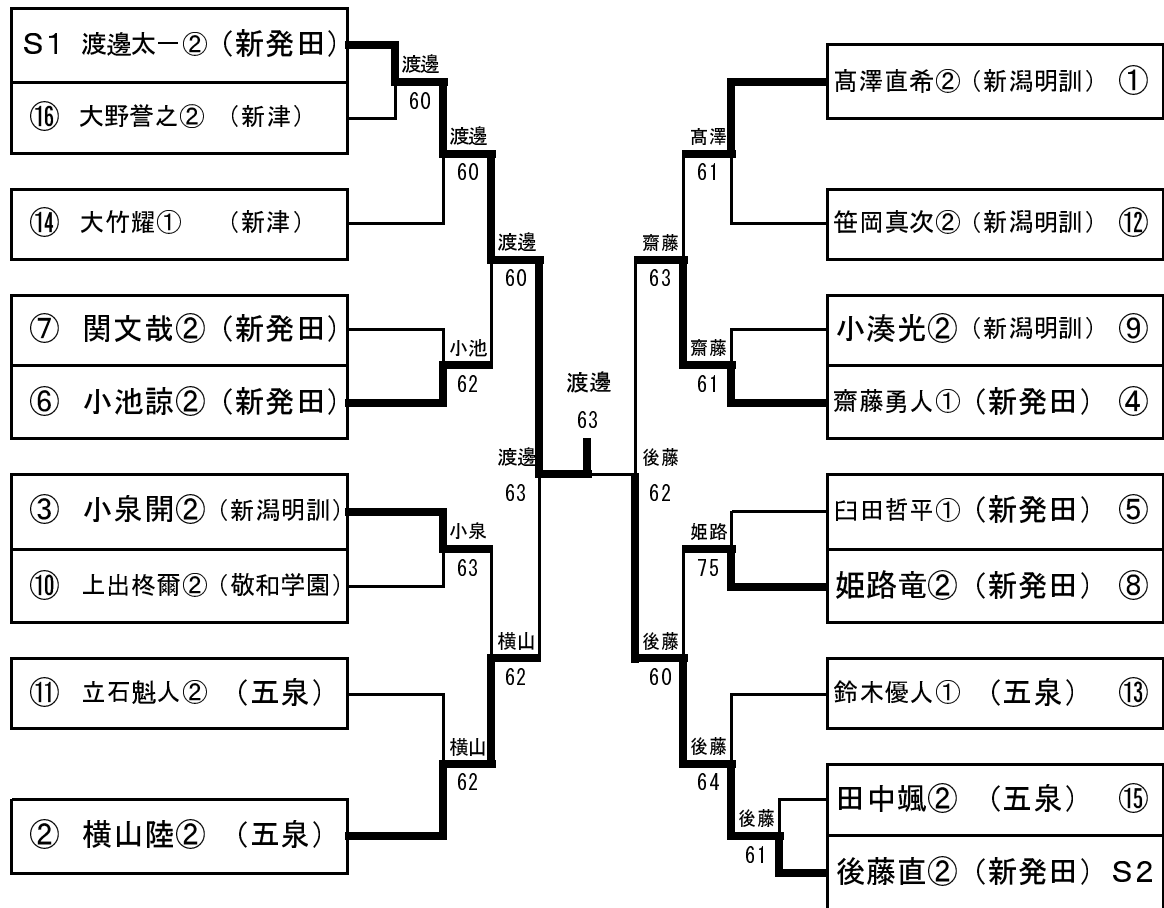 S1 渡邊太一② (新発田)
⑯ 大野誉之② (新津)
⑭ 大竹耀① (新津)
⑦ 関文哉② (新発田)
⑥ 小池諒② (新発田)
③ 小泉開② (新潟明訓)
⑩ 上出柊爾② (敬和学園)
⑪ 立石魁人② (五泉)
② 横山陸② (五泉)
渡邊
60
渡邊
60
渡邊
60
小池
62
渡邊
63
小泉
63
横山
62
横山
62
渡邊
63
髙澤
61
齋藤
63
齋藤
61
後藤
62
姫路
75
後藤
60
後藤
64
後藤
61
髙澤直希② (新潟明訓) ①
笹岡真次② (新潟明訓) ⑫
小湊光② (新潟明訓) ⑨
齋藤勇人① (新発田) ④
臼田哲平① (新発田) ⑤
姫路竜② (新発田) ⑧
鈴木優人① (五泉) ⑬
田中颯② (五泉) ⑮
後藤直② (新発田) S2